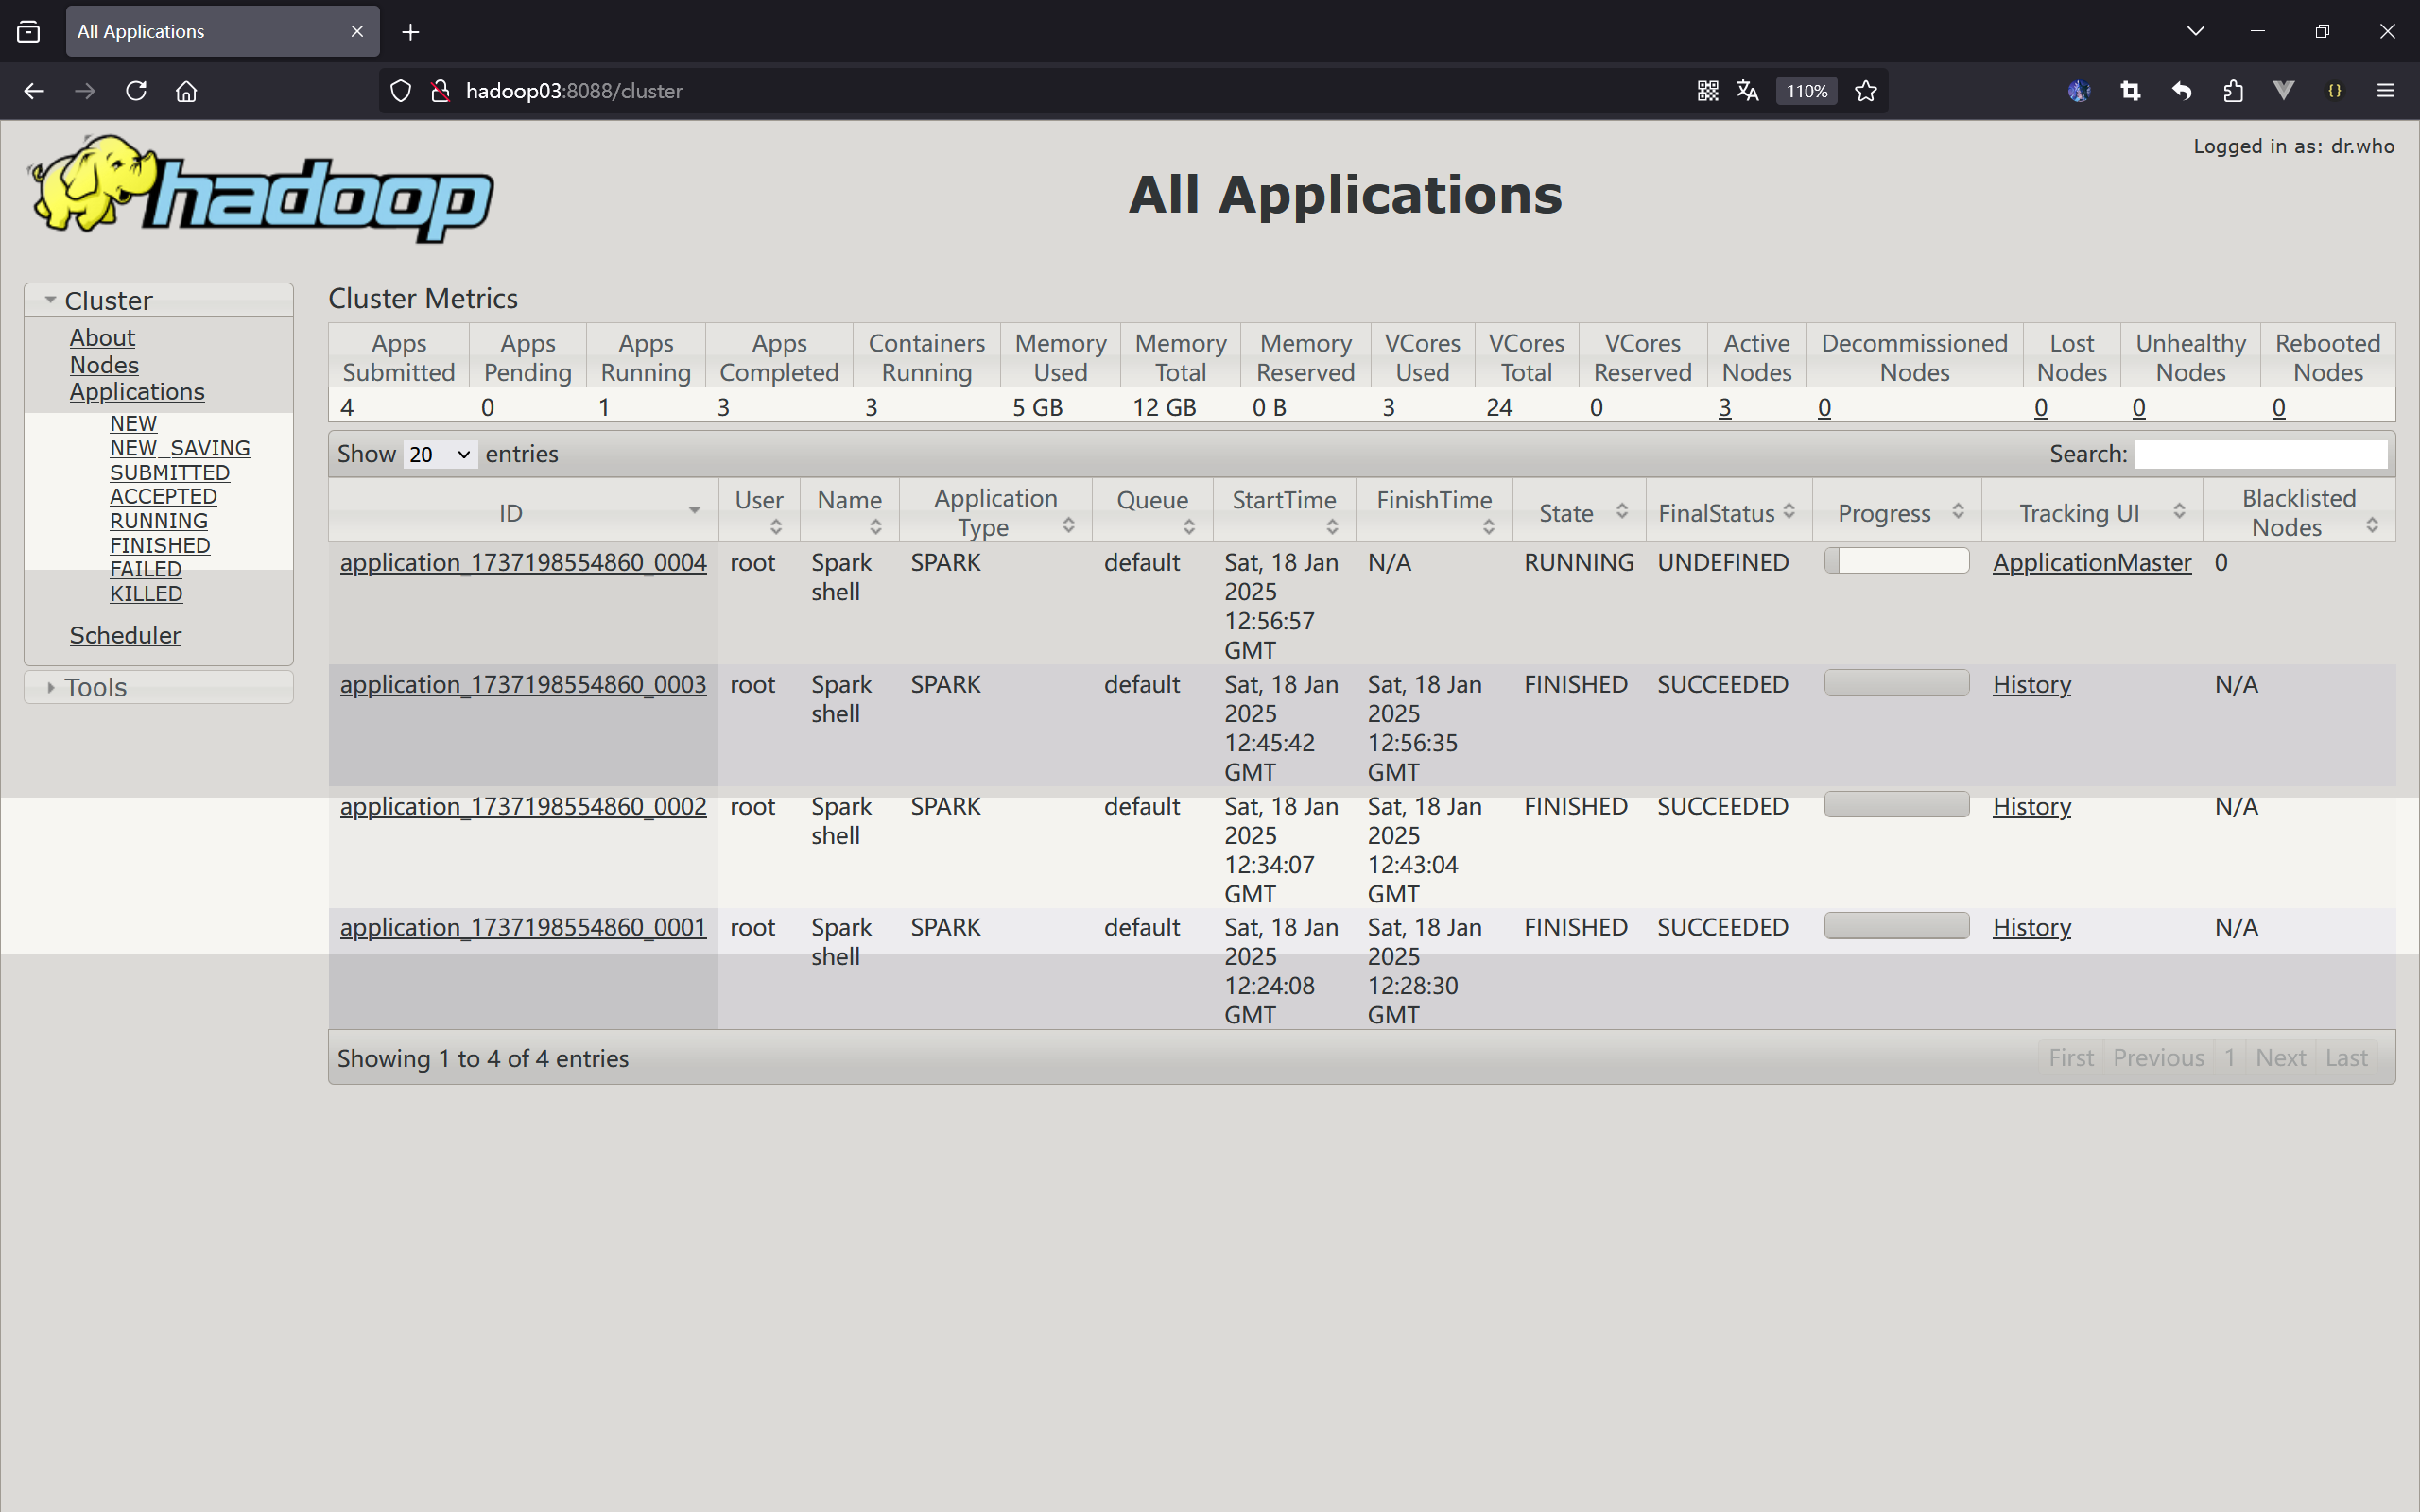 All Applications
hadoop03:8088/cluster
110%
Logged in as: dr.who
hadoop
All Applications
Cluster
About
Nodes
Applications
NEW
NEW_SAVING
SUBMITTED
ACCEPTED
RUNNING
FINISHED
FAILED
KILLED
Scheduler
Tools
Cluster Metrics
Apps Submitted Apps Pending Apps Running Apps Completed Containers Running Memory Used Memory Total Memory Reserved VCores Used VCores Total VCores Reserved Active Nodes Decommissioned Nodes Lost Nodes Unhealthy Nodes Rebooted Nodes
4 0 1 3 3 5 GB 12 GB 0 B 3 24 0 3 0 0 0 0
Show 20 entries Search:
ID User Name Application Type Queue StartTime FinishTime State FinalStatus Progress Tracking UI Blacklisted Nodes
application_1737198554860_0004 root Spark shell SPARK default Sat, 18 Jan 2025 12:56:57 GMT N/A RUNNING UNDEFINED ApplicationMaster 0
application_1737198554860_0003 root Spark shell SPARK default Sat, 18 Jan 2025 12:45:42 GMT Sat, 18 Jan 2025 12:56:35 GMT FINISHED SUCCEEDED History N/A
application_1737198554860_0002 root Spark shell SPARK default Sat, 18 Jan 2025 12:34:07 GMT Sat, 18 Jan 2025 12:43:04 GMT FINISHED SUCCEEDED History N/A
application_1737198554860_0001 root Spark shell SPARK default Sat, 18 Jan 2025 12:24:08 GMT Sat, 18 Jan 2025 12:28:30 GMT FINISHED SUCCEEDED History N/A
Showing 1 to 4 of 4 entries First Previous 1 Next Last